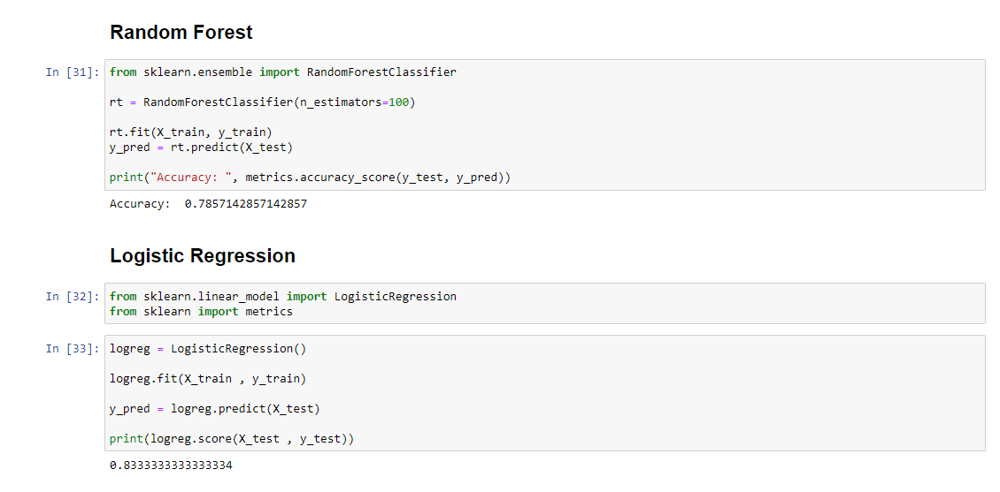 Random Forest
In [31]: from sklearn.ensemble import RandomForestClassifier
rt = RandomForestClassifier(n_estimators=100)
rt.fit(X_train, y_train)
y_pred = rt.predict(X_test)
print("Accuracy: ", metrics.accuracy_score(y_test, y_pred))
Accuracy:  0.7857142857142857
Logistic Regression
In [32]: from sklearn.linear_model import LogisticRegression
from sklearn import metrics
In [33]: logreg = LogisticRegression()
logreg.fit(X_train , y_train)
y_pred = logreg.predict(X_test)
print(logreg.score(X_test , y_test))
0.8333333333333334